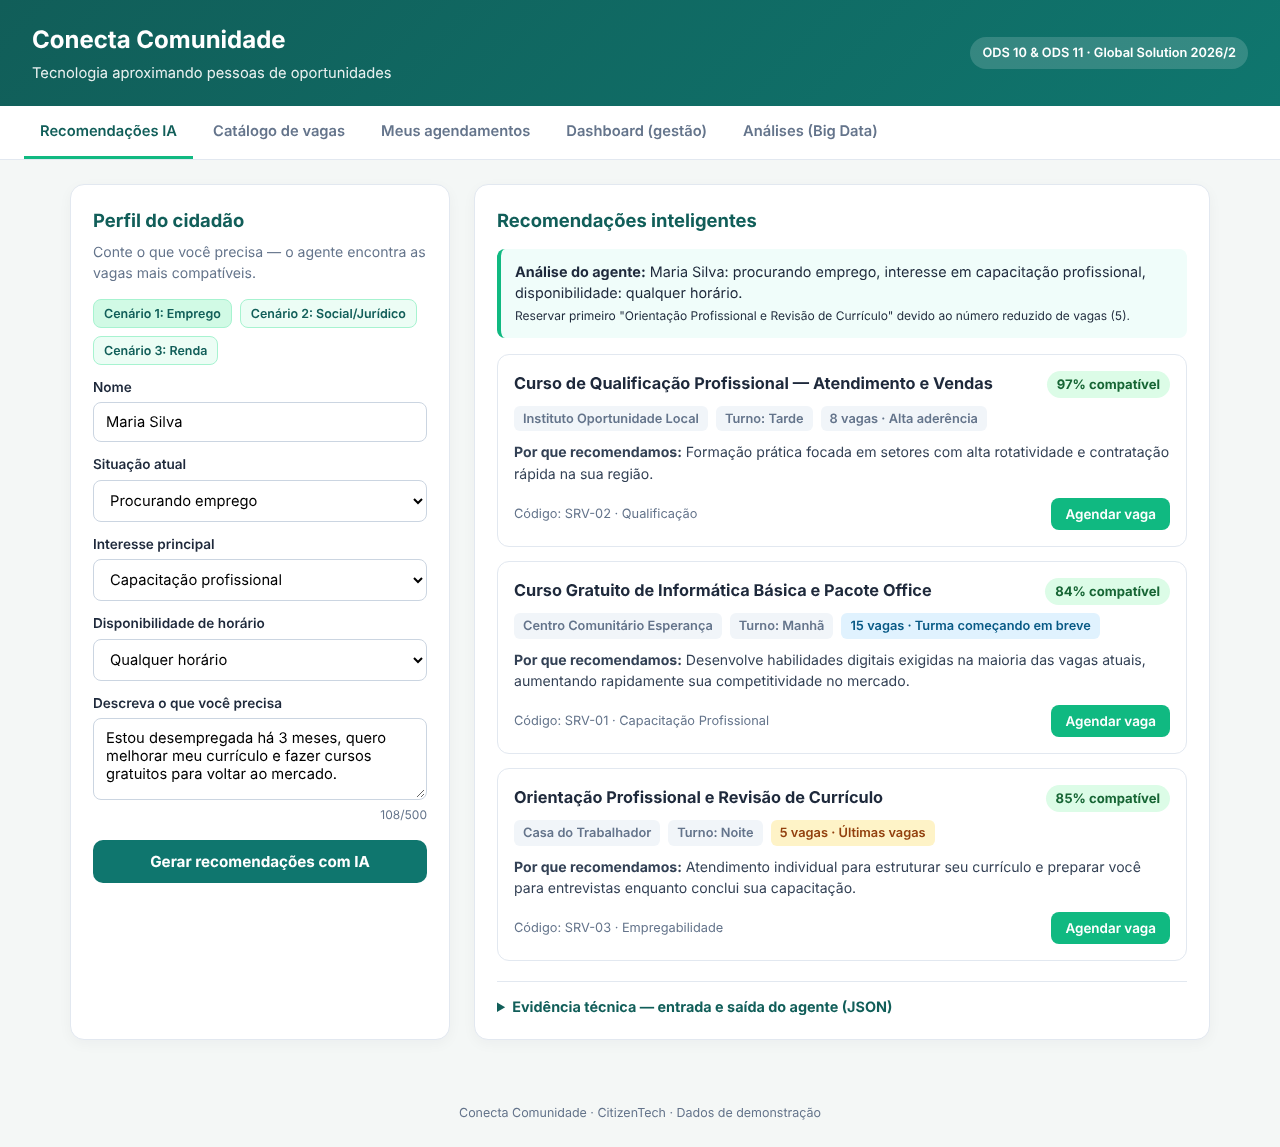 Conecta Comunidade
Tecnologia aproximando pessoas de oportunidades
ODS 10 & ODS 11 · Global Solution 2026/2
Recomendações IA
Catálogo de vagas
Meus agendamentos
Dashboard (gestão)
Análises (Big Data)
Perfil do cidadão
Conte o que você precisa — o agente encontra as
vagas mais compatíveis.
Cenário 1: Emprego
Cenário 2: Social/Jurídico
Cenário 3: Renda
Nome
Maria Silva
Situação atual
Procurando emprego
Interesse principal
Capacitação profissional
Disponibilidade de horário
Qualquer horário
Descreva o que você precisa
Estou desempregada há 3 meses, quero
melhorar meu currículo e fazer cursos
gratuitos para voltar ao mercado.
108/500
Gerar recomendações com IA
Recomendações inteligentes
Análise do agente: Maria Silva: procurando emprego, interesse em capacitação profissional,
disponibilidade: qualquer horário.
Reservar primeiro "Orientação Profissional e Revisão de Currículo" devido ao número reduzido de vagas (5).
Curso de Qualificação Profissional — Atendimento e Vendas
97% compatível
Instituto Oportunidade Local
Turno: Tarde
8 vagas · Alta aderência
Por que recomendamos: Formação prática focada em setores com alta rotatividade e contratação
rápida na sua região.
Código: SRV-02 · Qualificação
Agendar vaga
Curso Gratuito de Informática Básica e Pacote Office
84% compatível
Centro Comunitário Esperança
Turno: Manhã
15 vagas · Turma começando em breve
Por que recomendamos: Desenvolve habilidades digitais exigidas na maioria das vagas atuais,
aumentando rapidamente sua competitividade no mercado.
Código: SRV-01 · Capacitação Profissional
Agendar vaga
Orientação Profissional e Revisão de Currículo
85% compatível
Casa do Trabalhador
Turno: Noite
5 vagas · Últimas vagas
Por que recomendamos: Atendimento individual para estruturar seu currículo e preparar você
para entrevistas enquanto conclui sua capacitação.
Código: SRV-03 · Empregabilidade
Agendar vaga
Evidência técnica — entrada e saída do agente (JSON)
Conecta Comunidade · CitizenTech · Dados de demonstração